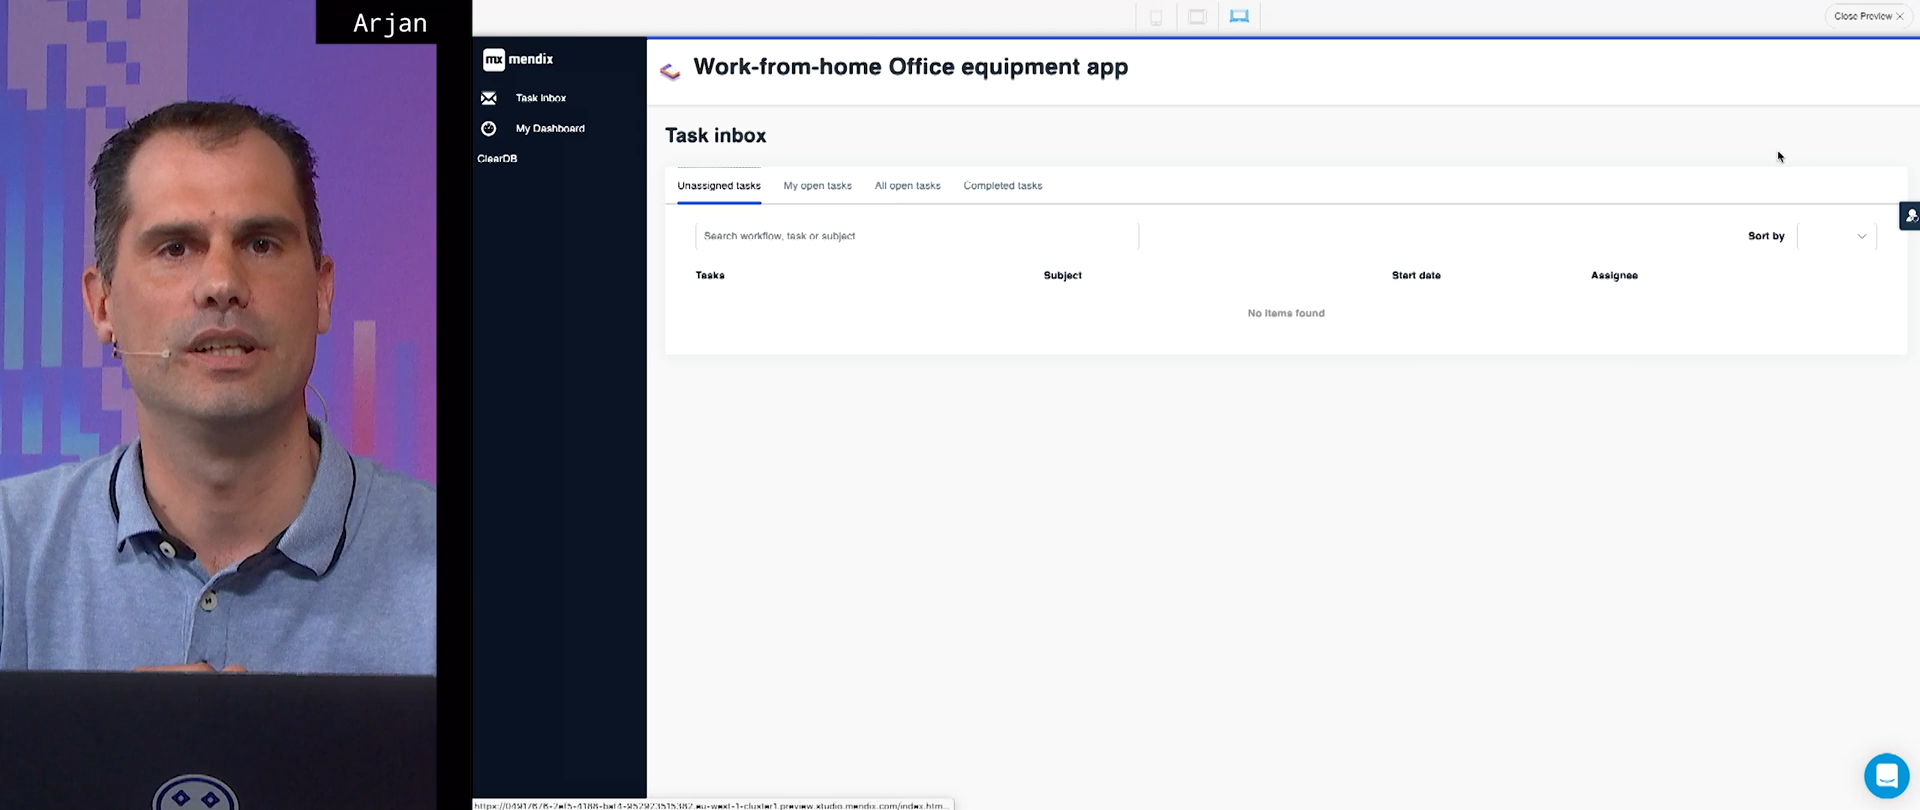 Arjan
Close Preview
mx mendix
Work-from-home Office equipment app
Task Inbox
My Dashboard
ClearDB
Task inbox
Unassigned tasks My open tasks All open tasks Completed tasks
Search workflow, task or subject
Sort by
Tasks Subject Start date Assignee
No items found